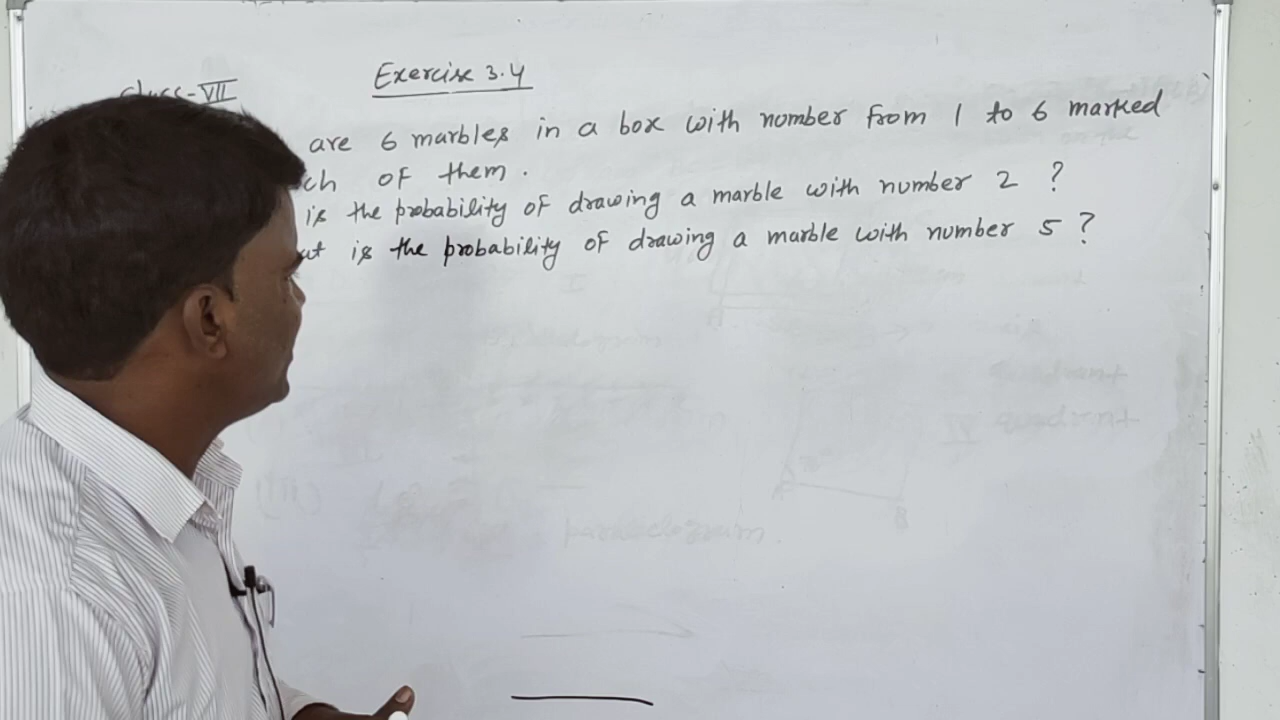 Class-VII
Exercise 3.4
are 6 marbles in a box with number from 1 to 6 marked
ch of them.
is the probability of drawing a marble with number 2 ?
ut is the probability of drawing a marble with number 5 ?
parallelogram.